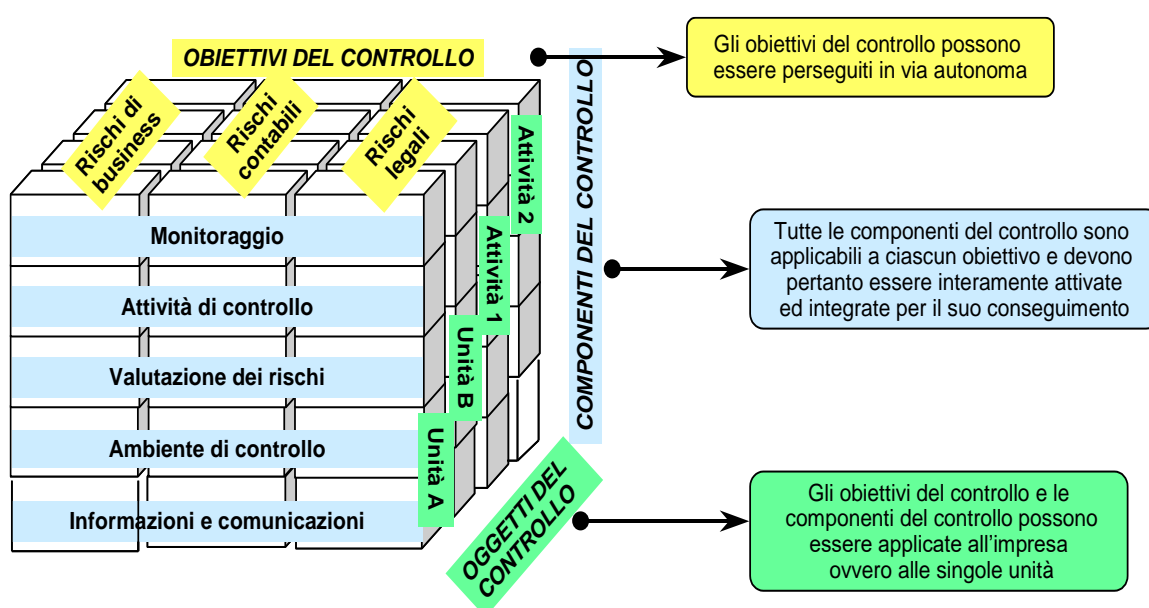 OBIETTIVI DEL CONTROLLO
Gli obiettivi del controllo possono
essere perseguiti in via autonoma
Rischi di
business
Rischi
contabili
Rischi
legali
Attività 2
Attività 1
Unità B
Unità A
COMPONENTI DEL CONTROLLO
Monitoraggio
Attività di controllo
Valutazione dei rischi
Ambiente di controllo
Informazioni e comunicazioni
Tutte le componenti del controllo sono
applicabili a ciascun obiettivo e devono
pertanto essere interamente attivate
ed integrate per il suo conseguimento
OGGETTI DEL
CONTROLLO
Gli obiettivi del controllo e le
componenti del controllo possono
essere applicate all'impresa
ovvero alle singole unità